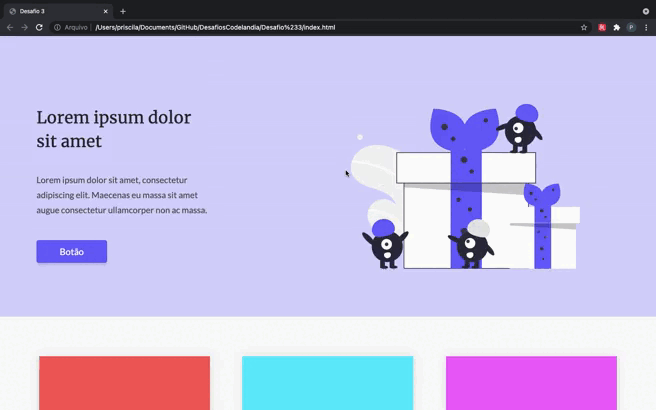 Desafio 3
Arquivo
/Users/priscila/Documents/GitHub/DesafiosCodelandia/Desafio%233/index.html
P
Lorem ipsum dolor
sit amet
Lorem ipsum dolor sit amet, consectetur
adipiscing elit. Maecenas eu massa sit amet
augue consectetur ullamcorper non ac massa.
Botão